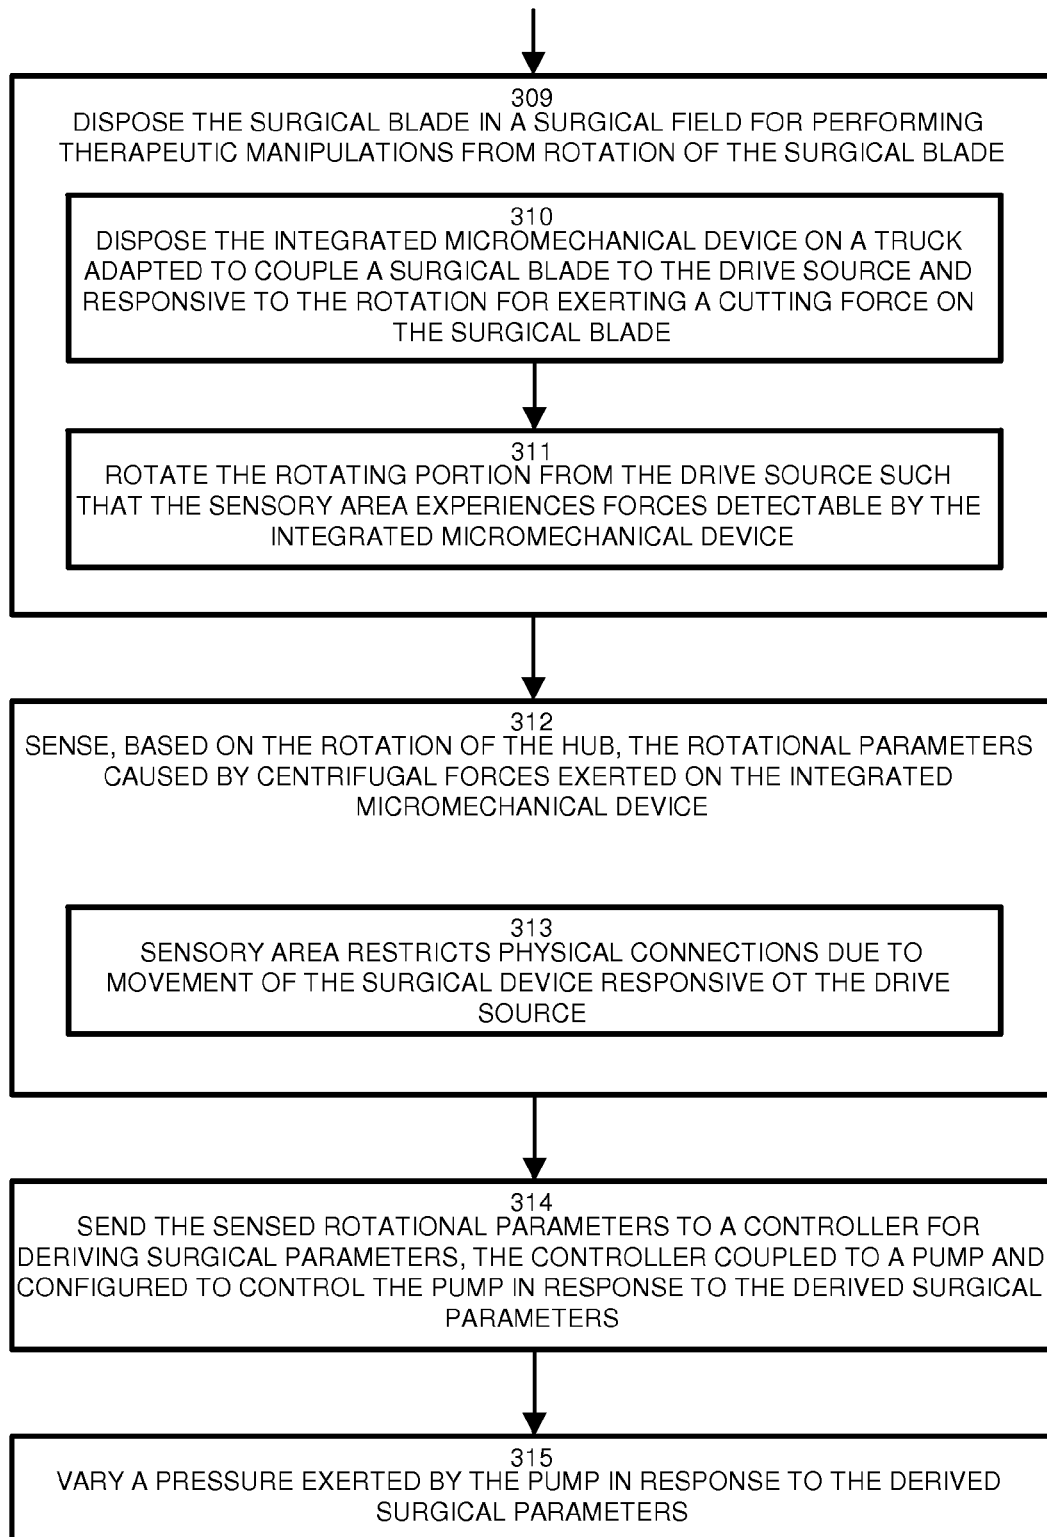 309
DISPOSE THE SURGICAL BLADE IN A SURGICAL FIELD FOR PERFORMING
THERAPEUTIC MANIPULATIONS FROM ROTATION OF THE SURGICAL BLADE
310
DISPOSE THE INTEGRATED MICROMECHANICAL DEVICE ON A TRUCK
ADAPTED TO COUPLE A SURGICAL BLADE TO THE DRIVE SOURCE AND
RESPONSIVE TO THE ROTATION FOR EXERTING A CUTTING FORCE ON
THE SURGICAL BLADE
311
ROTATE THE ROTATING PORTION FROM THE DRIVE SOURCE SUCH
THAT THE SENSORY AREA EXPERIENCES FORCES DETECTABLE BY THE
INTEGRATED MICROMECHANICAL DEVICE
312
SENSE, BASED ON THE ROTATION OF THE HUB, THE ROTATIONAL PARAMETERS
CAUSED BY CENTRIFUGAL FORCES EXERTED ON THE INTEGRATED
MICROMECHANICAL DEVICE
313
SENSORY AREA RESTRICTS PHYSICAL CONNECTIONS DUE TO
MOVEMENT OF THE SURGICAL DEVICE RESPONSIVE OT THE DRIVE
SOURCE
314
SEND THE SENSED ROTATIONAL PARAMETERS TO A CONTROLLER FOR
DERIVING SURGICAL PARAMETERS, THE CONTROLLER COUPLED TO A PUMP AND
CONFIGURED TO CONTROL THE PUMP IN RESPONSE TO THE DERIVED SURGICAL
PARAMETERS
315
VARY A PRESSURE EXERTED BY THE PUMP IN RESPONSE TO THE DERIVED
SURGICAL PARAMETERS